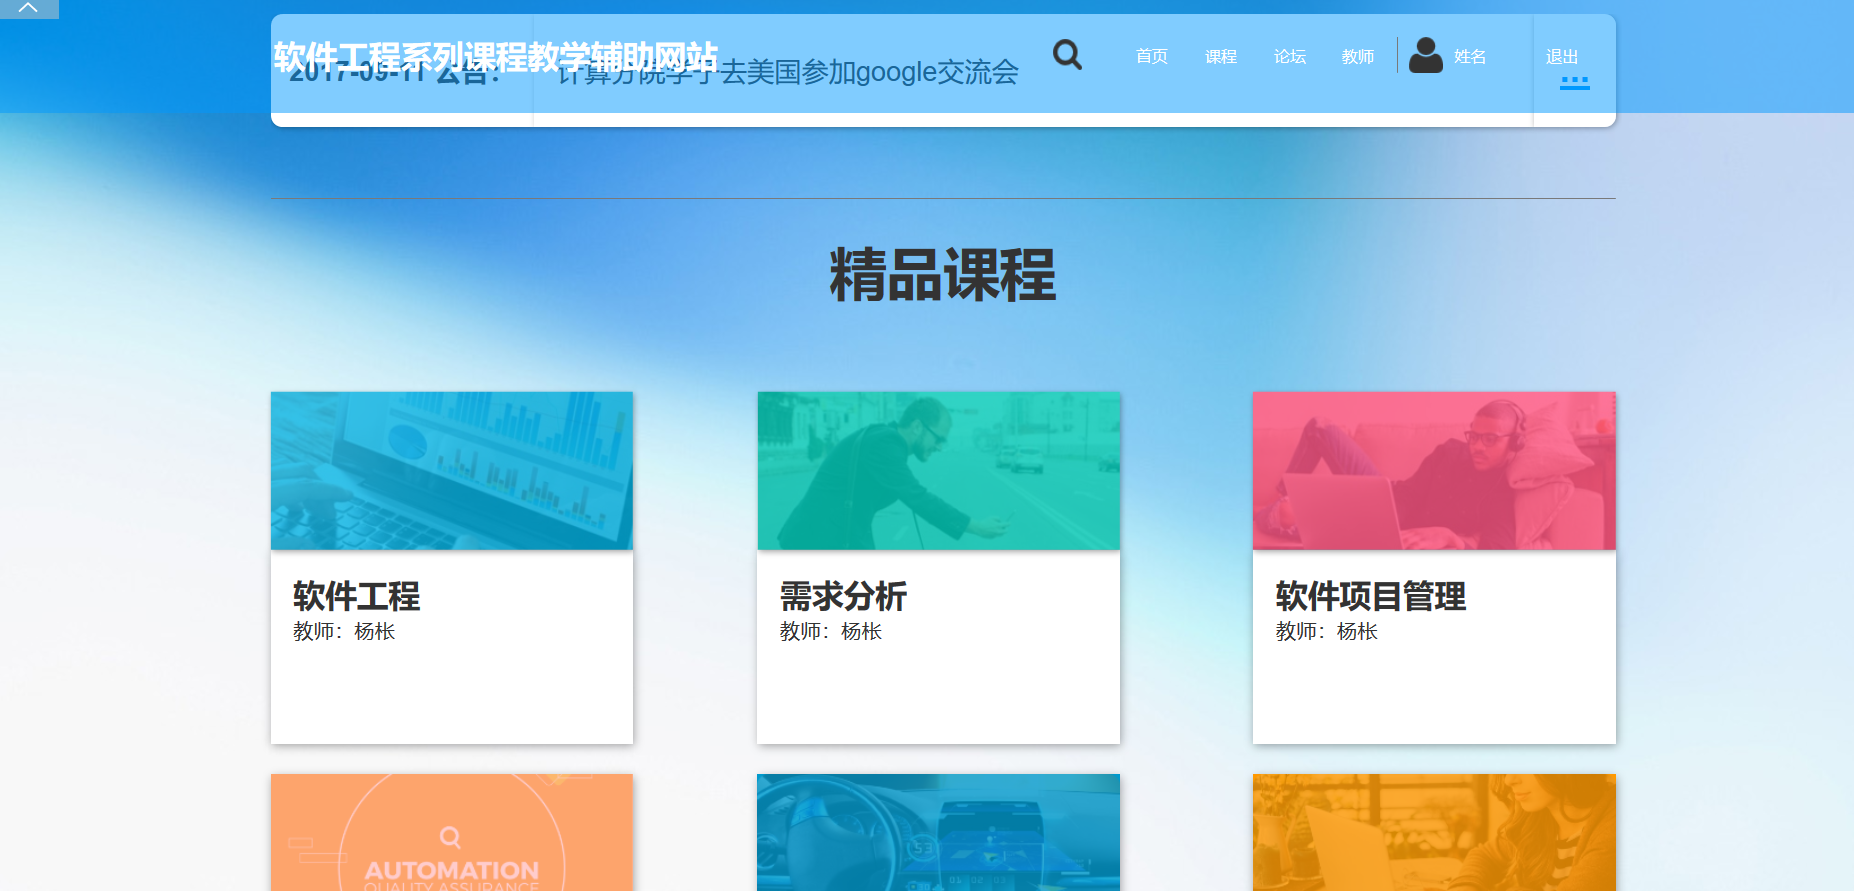 软件工程系列课程教学辅助网站
首页 课程 论坛 教师 姓名 退出
2017-09-11 公告： 计算分院学子去美国参加google交流会
精品课程
软件工程
教师：杨枨
需求分析
教师：杨枨
软件项目管理
教师：杨枨
AUTOMATION
QUALITY ASSURANCE